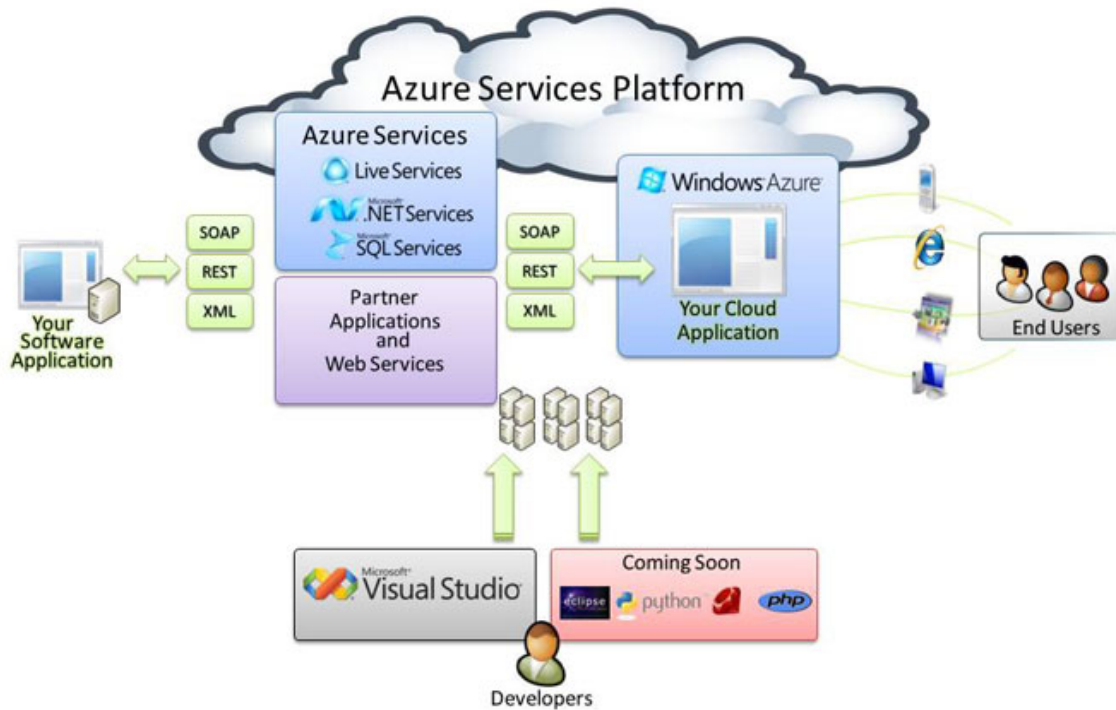 Azure Services Platform
Azure Services
Live Services
Microsoft®
.NET Services
Microsoft®
SQL Services
Partner
Applications
and
Web Services
SOAP
REST
XML
Your
Software
Application
SOAP
REST
XML
Windows Azure
Your Cloud
Application
End Users
Microsoft®
Visual Studio
Coming Soon
eclipse
python™
php
Developers